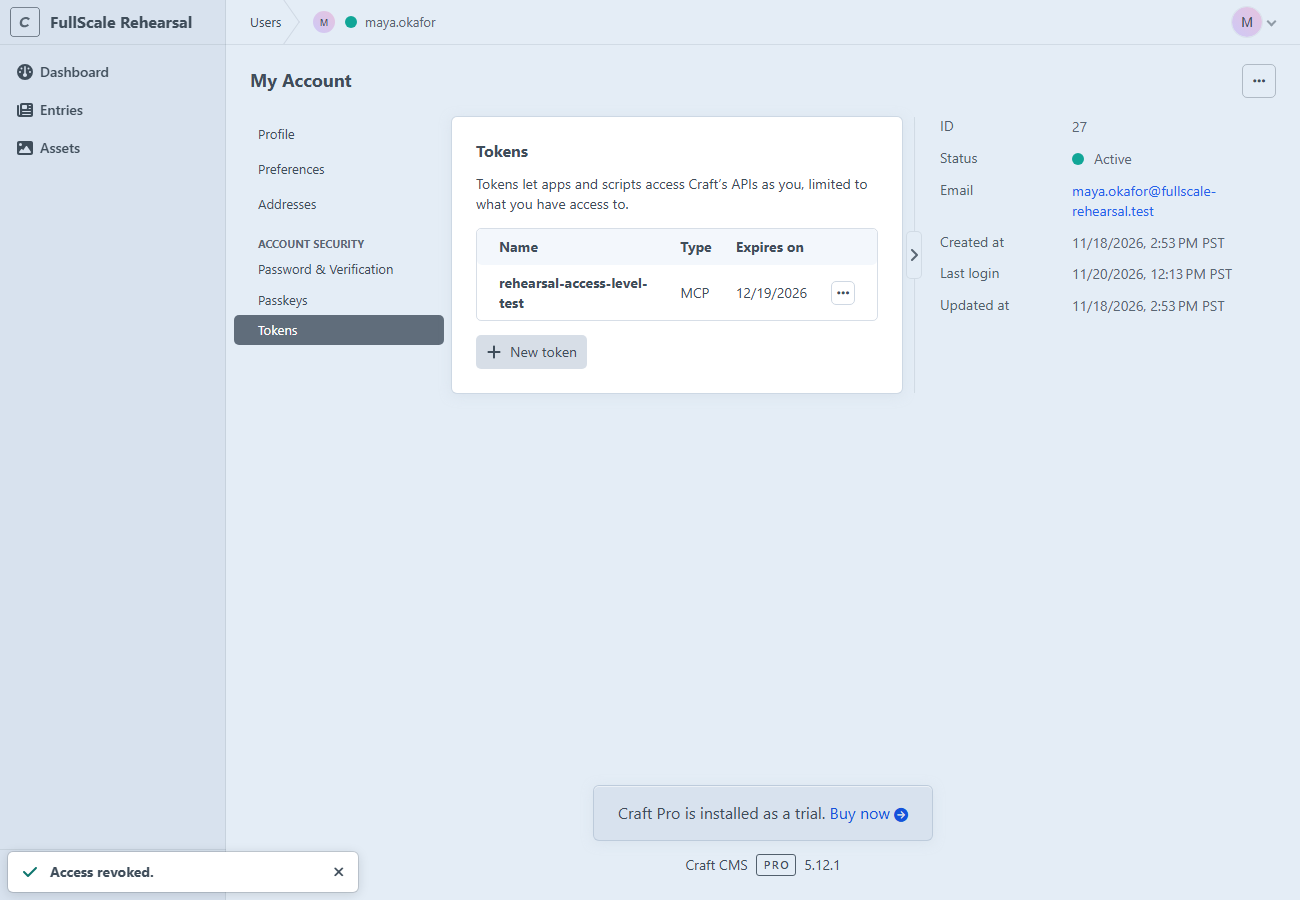 C
FullScale Rehearsal
Users
M
maya.okafor
M
Dashboard
Entries
Assets
My Account
Profile
Preferences
Addresses
ACCOUNT SECURITY
Password & Verification
Passkeys
Tokens
Tokens
Tokens let apps and scripts access Craft’s APIs as you, limited to
what you have access to.
Name Type Expires on
rehearsal-access-level-
test
MCP 12/19/2026
New token
ID 27
Status Active
Email maya.okafor@fullscale-
rehearsal.test
Created at 11/18/2026, 2:53 PM PST
Last login 11/20/2026, 12:13 PM PST
Updated at 11/18/2026, 2:53 PM PST
Craft Pro is installed as a trial. Buy now
Craft CMS PRO 5.12.1
Access revoked.